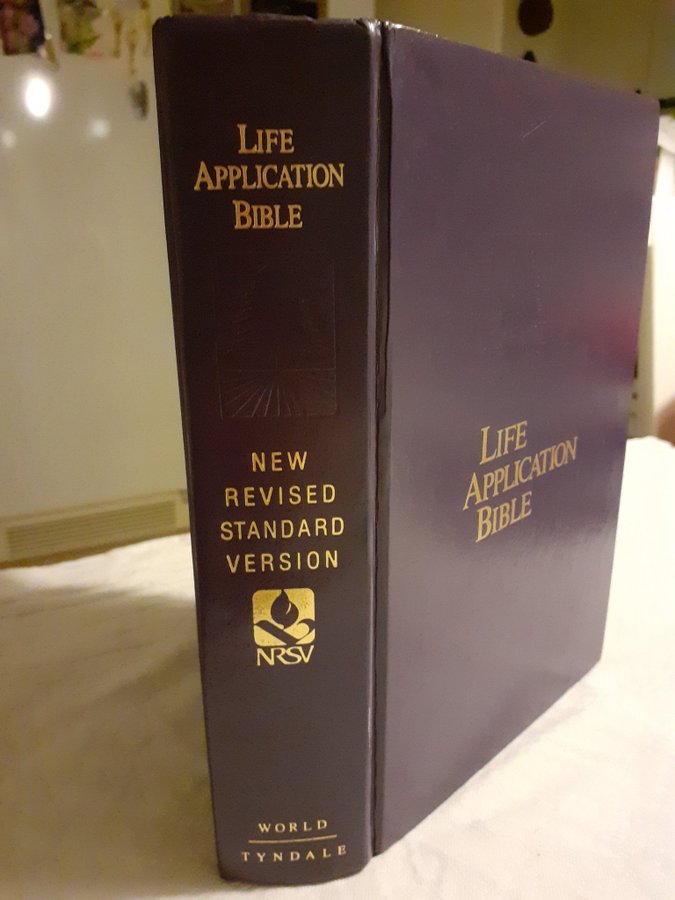 LIFE
APPLICATION
BIBLE
NEW
REVISED
STANDARD
VERSION
NRSV
WORLD
TYNDALE
LIFE
APPLICATION
BIBLE